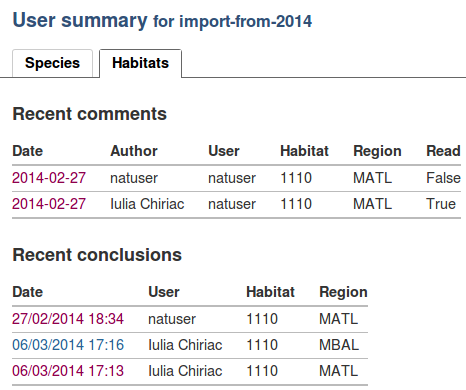 User summary for import-from-2014
Species Habitats
Recent comments
Date Author User Habitat Region Read
2014-02-27 natuser natuser 1110 MATL False
2014-02-27 Iulia Chiriac natuser 1110 MATL True
Recent conclusions
Date User Habitat Region
27/02/2014 18:34 natuser 1110 MATL
06/03/2014 17:16 Iulia Chiriac 1110 MBAL
06/03/2014 17:13 Iulia Chiriac 1110 MATL